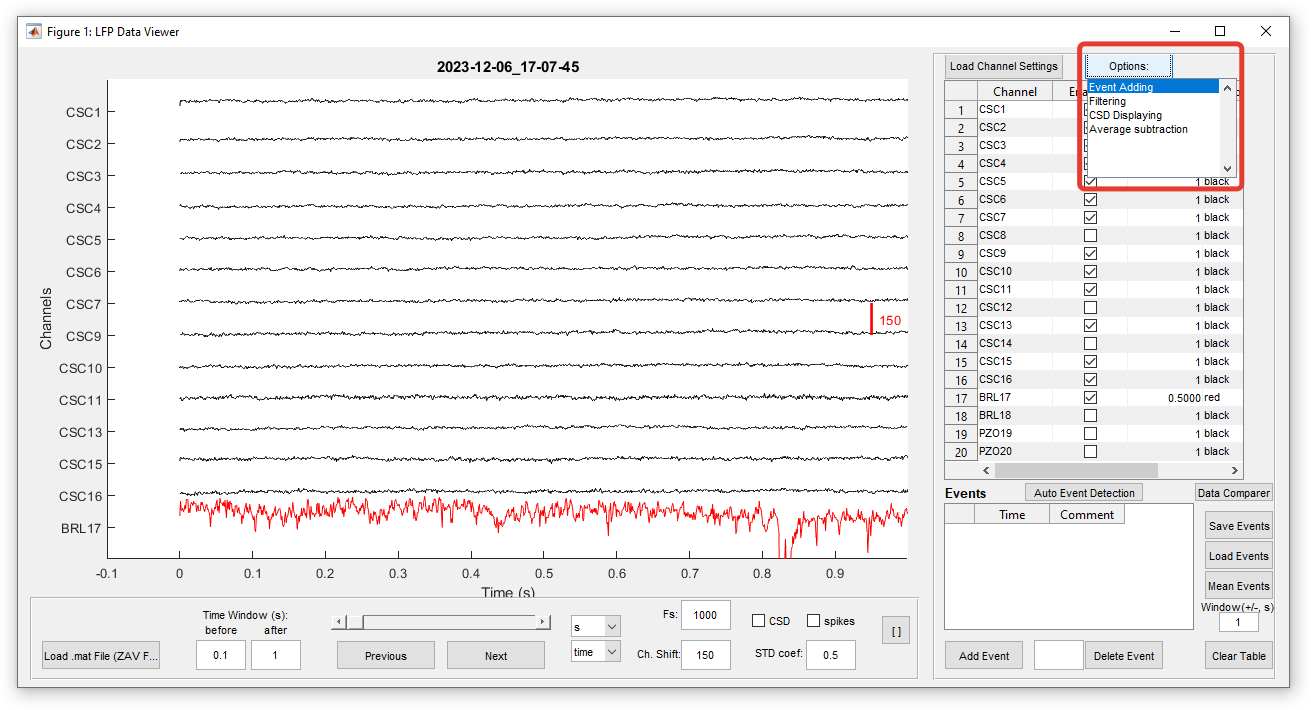 Figure 1: LFP Data Viewer
2023-12-06_17-07-45
Channels
CSC1
CSC2
CSC3
CSC4
CSC5
CSC6
CSC7
CSC9
CSC10
CSC11
CSC13
CSC15
CSC16
BRL17
150
-0.1 0 0.1 0.2 0.3 0.4 0.5 0.6 0.7 0.8 0.9
Time (s)
Load Channel Settings
Options:
Event Adding
Filtering
CSD Displaying
Average subtraction
Channel
1 CSC1
2 CSC2
3 CSC3
4 CSC4
5 CSC5 1 black
6 CSC6 1 black
7 CSC7 1 black
8 CSC8 1 black
9 CSC9 1 black
10 CSC10 1 black
11 CSC11 1 black
12 CSC12 1 black
13 CSC13 1 black
14 CSC14 1 black
15 CSC15 1 black
16 CSC16 1 black
17 BRL17 0.5000 red
18 BRL18 1 black
19 PZO19 1 black
20 PZO20 1 black
Events
Auto Event Detection
Data Comparer
Time Comment
Save Events
Load Events
Mean Events
Window(+/-, s)
1
Add Event
Delete Event
Clear Table
Time Window (s):
before after
Load .mat File (ZAV F...
0.1
1
Previous
Next
s
time
Fs: 1000
Ch. Shift: 150
CSD
spikes
STD coef: 0.5
[ ]